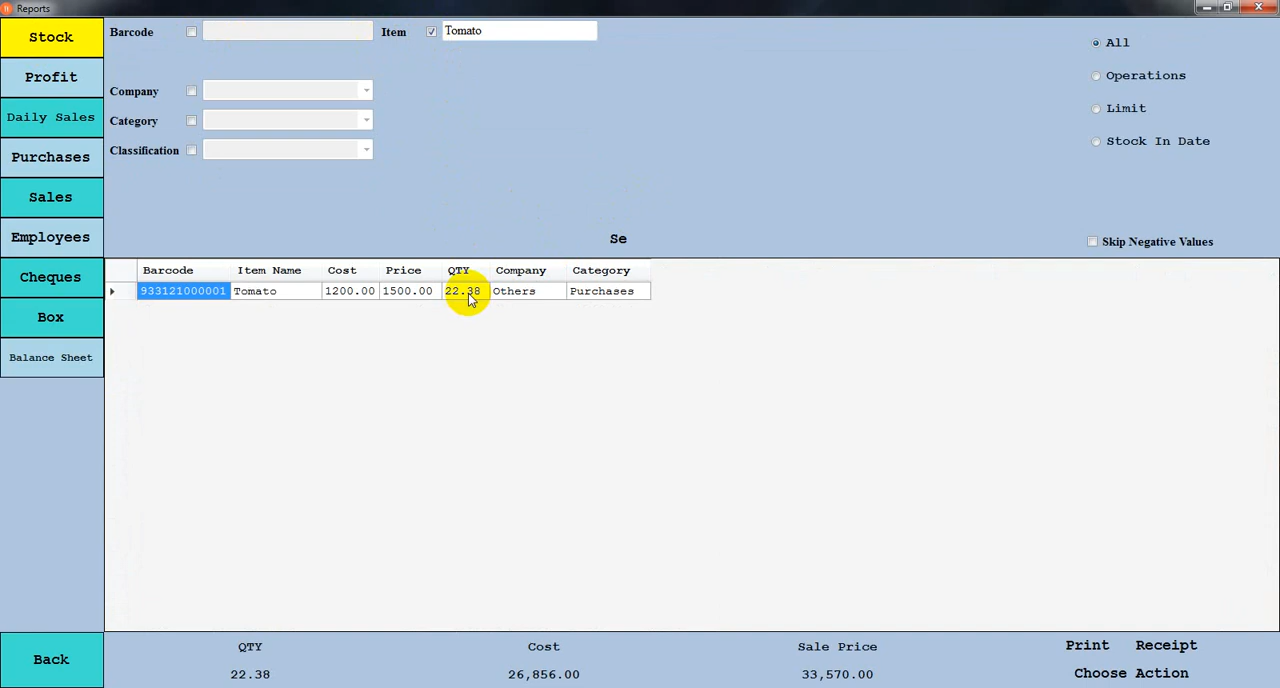 Reports
Stock
Profit
Daily Sales
Purchases
Sales
Employees
Cheques
Box
Balance Sheet
Back
Barcode Item Tomato
Company
Category
Classification
All
Operations
Limit
Stock In Date
Se
Skip Negative Values
Barcode Item Name Cost Price QTY Company Category
933121000001 Tomato 1200.00 1500.00 22.38 Others Purchases
QTY Cost Sale Price
22.38 26,856.00 33,570.00
Print Receipt
Choose Action